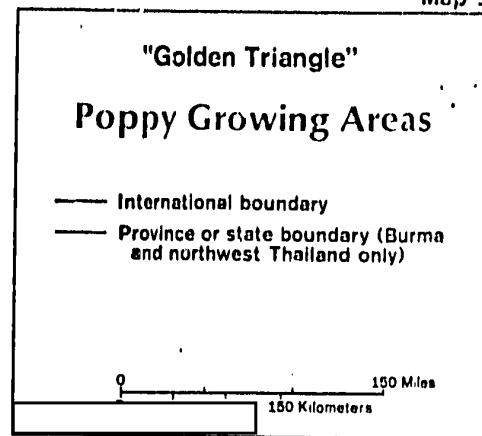 "Golden Triangle"
Poppy Growing Areas
International boundary
Province or state boundary (Burma
and northwest Thailand only)
0 150 Miles
150 Kilometers